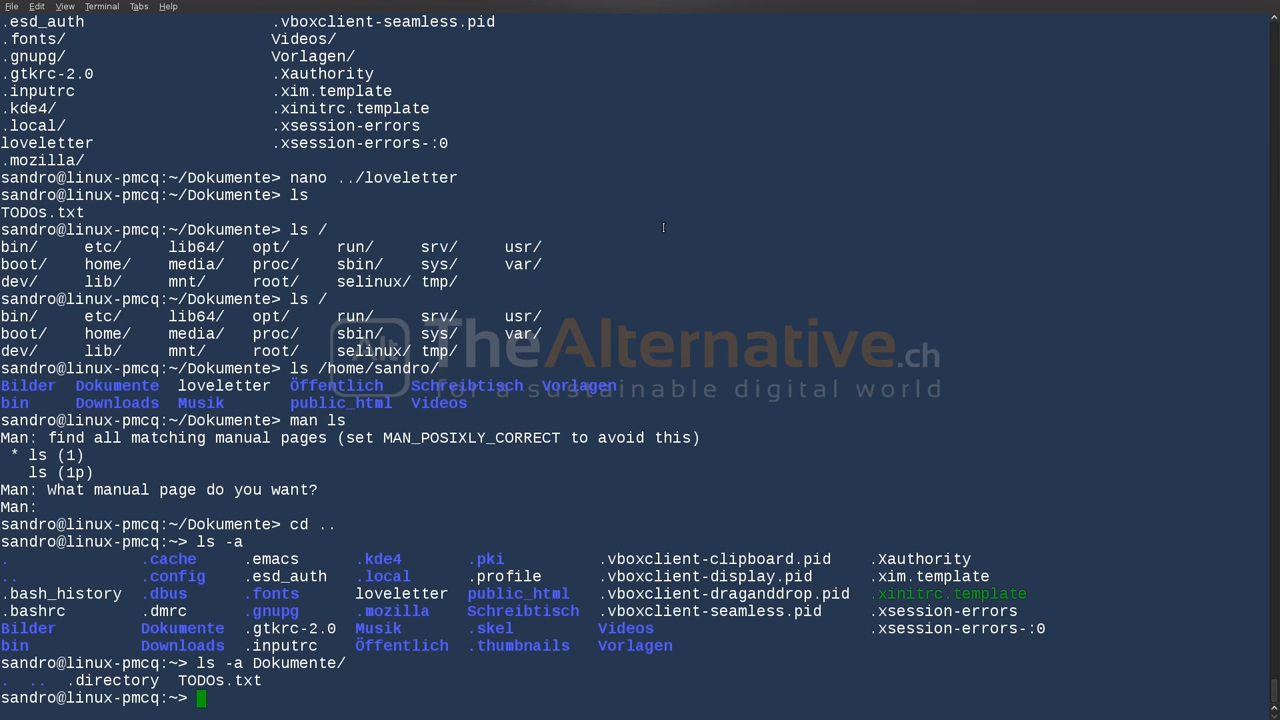 File Edit View Terminal Tabs Help
.esd_auth .vboxclient-seamless.pid
.fonts/ Videos/
.gnupg/ Vorlagen/
.gtkrc-2.0 .Xauthority
.inputrc .xim.template
.kde4/ .xinitrc.template
.local/ .xsession-errors
loveletter .xsession-errors-:0
.mozilla/
sandro@linux-pmcq:~/Dokumente> nano ../loveletter
sandro@linux-pmcq:~/Dokumente> ls
TODOs.txt
sandro@linux-pmcq:~/Dokumente> ls /
bin/ etc/ lib64/ opt/ run/ srv/ usr/
boot/ home/ media/ proc/ sbin/ sys/ var/
dev/ lib/ mnt/ root/ selinux/ tmp/
sandro@linux-pmcq:~/Dokumente> ls /
bin/ etc/ lib64/ opt/ run/ srv/ usr/
boot/ home/ media/ proc/ sbin/ sys/ var/
dev/ lib/ mnt/ root/ selinux/ tmp/
Alt TheAlternative.ch
for a sustainable digital world
sandro@linux-pmcq:~/Dokumente> ls /home/sandro/
Bilder Dokumente loveletter Öffentlich Schreibtisch Vorlagen
bin Downloads Musik public_html Videos
sandro@linux-pmcq:~/Dokumente> man ls
Man: find all matching manual pages (set MAN_POSIXLY_CORRECT to avoid this)
* ls (1)
ls (1p)
Man: What manual page do you want?
Man:
sandro@linux-pmcq:~/Dokumente> cd ..
sandro@linux-pmcq:~> ls -a
. .cache .emacs .kde4 .pki .vboxclient-clipboard.pid .Xauthority
.. .config .esd_auth .local .profile .vboxclient-display.pid .xim.template
.bash_history .dbus .fonts loveletter public_html .vboxclient-draganddrop.pid .xinitrc.template
.bashrc .dmrc .gnupg .mozilla Schreibtisch .vboxclient-seamless.pid .xsession-errors
Bilder Dokumente .gtkrc-2.0 Musik .skel Videos .xsession-errors-:0
bin Downloads .inputrc Öffentlich .thumbnails Vorlagen
sandro@linux-pmcq:~> ls -a Dokumente/
. .. .directory TODOs.txt
sandro@linux-pmcq:~>